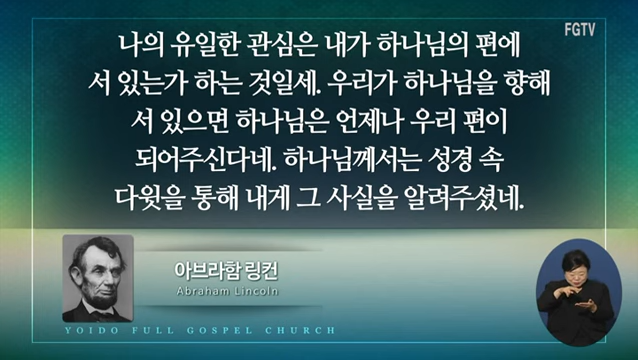 FGTV
나의 유일한 관심은 내가 하나님의 편에
서 있는가 하는 것일세. 우리가 하나님을 향해
서 있으면 하나님은 언제나 우리 편이
되어주신다네. 하나님께서는 성경 속
다윗을 통해 내게 그 사실을 알려주셨네.
아브라함 링컨
Abraham Lincoln
YOIDO FULL GOSPEL CHURCH